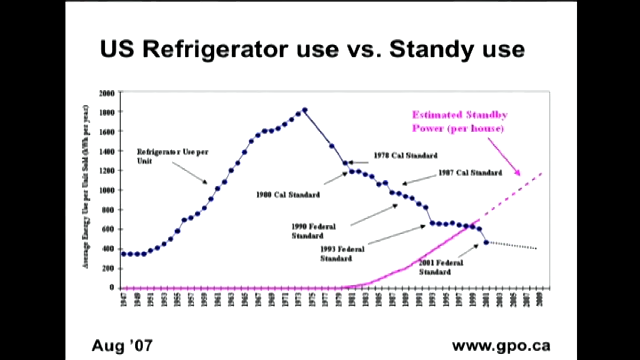 US Refrigerator use vs. Standy use
Average Energy Use per Unit Sold (kWh per year)
2000
1800
1600
1400
1200
1000
800
600
400
200
0
Estimated Standby
Power (per house)
Refrigerator Use per
Unit
1978 Cal Standard
1987 Cal Standard
1980 Cal Standard
1990 Federal
Standard
1993 Federal
Standard
2001 Federal
Standard
1947 1949 1951 1953 1955 1957 1959 1961 1963 1965 1967 1969 1971 1973 1975 1977 1979 1981 1983 1985 1987 1989 1991 1993 1995 1997 1999 2001 2003 2005 2007 2009
Aug ’07
www.gpo.ca